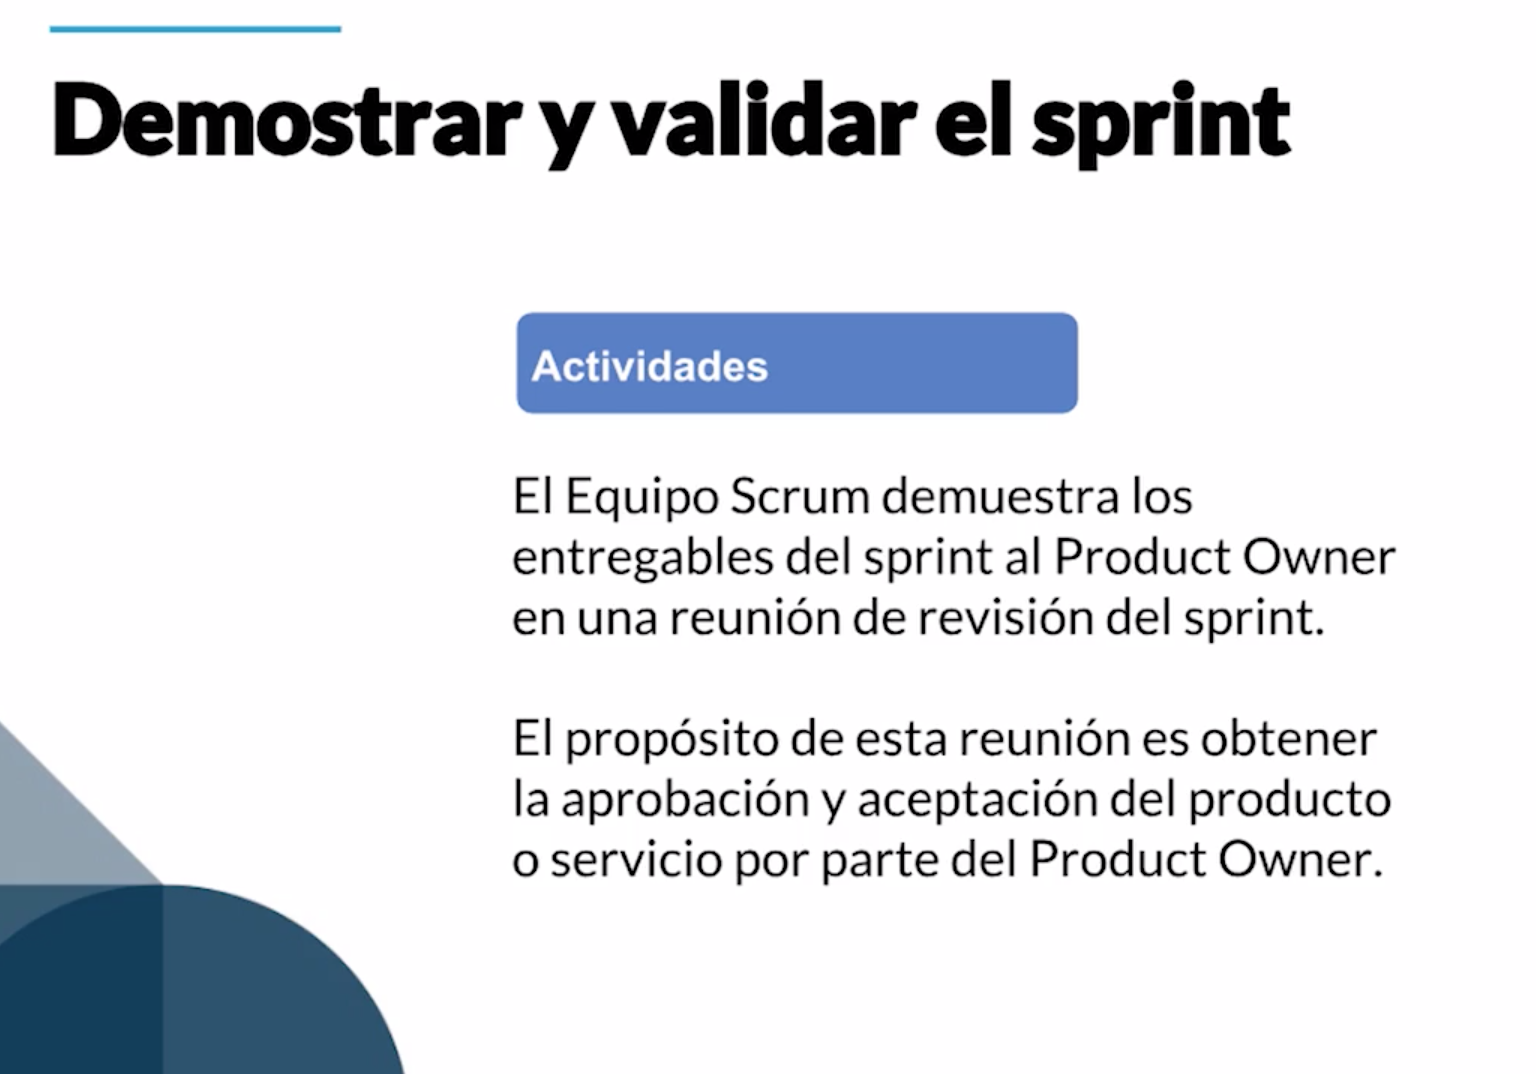 Demostrar y validar el sprint
Actividades
El Equipo Scrum demuestra los
entregables del sprint al Product Owner
en una reunión de revisión del sprint.
El propósito de esta reunión es obtener
la aprobación y aceptación del producto
o servicio por parte del Product Owner.